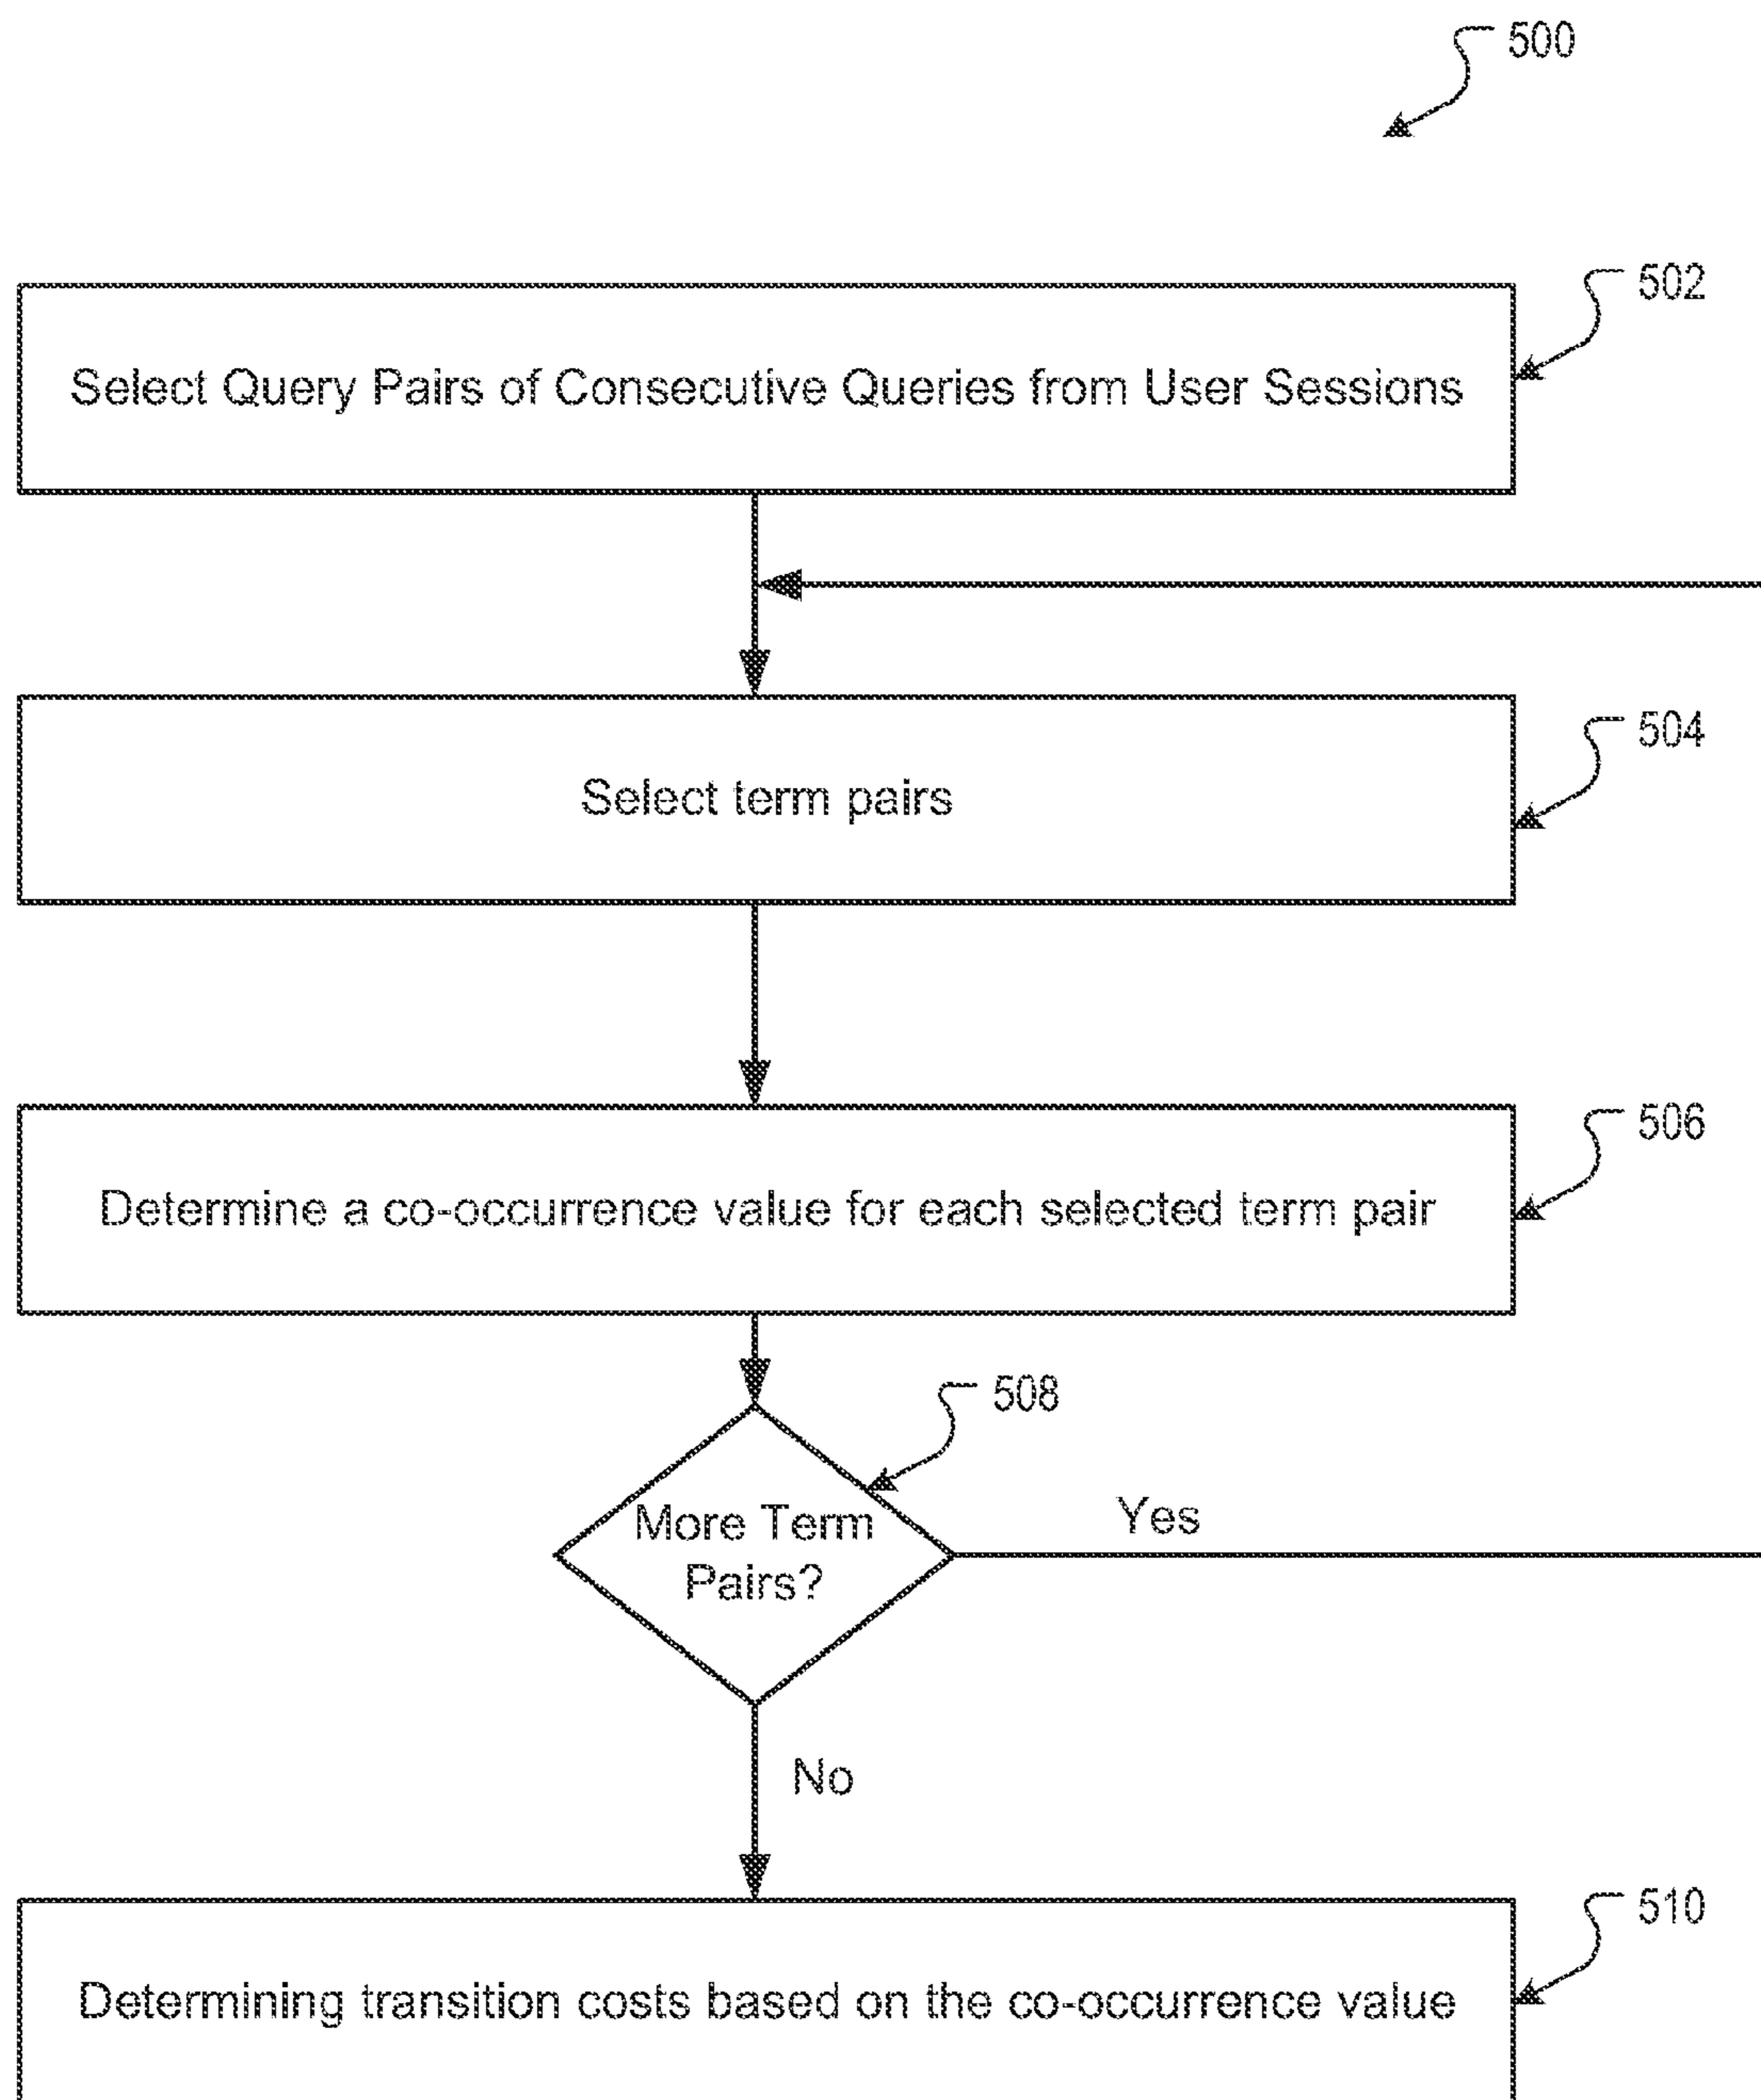 500
502
Select Query Pairs of Consecutive Queries from User Sessions
504
Select term pairs
506
Determine a co-occurrence value for each selected term pair
508
More Term
Pairs?
Yes
No
510
Determining transition costs based on the co-occurrence value